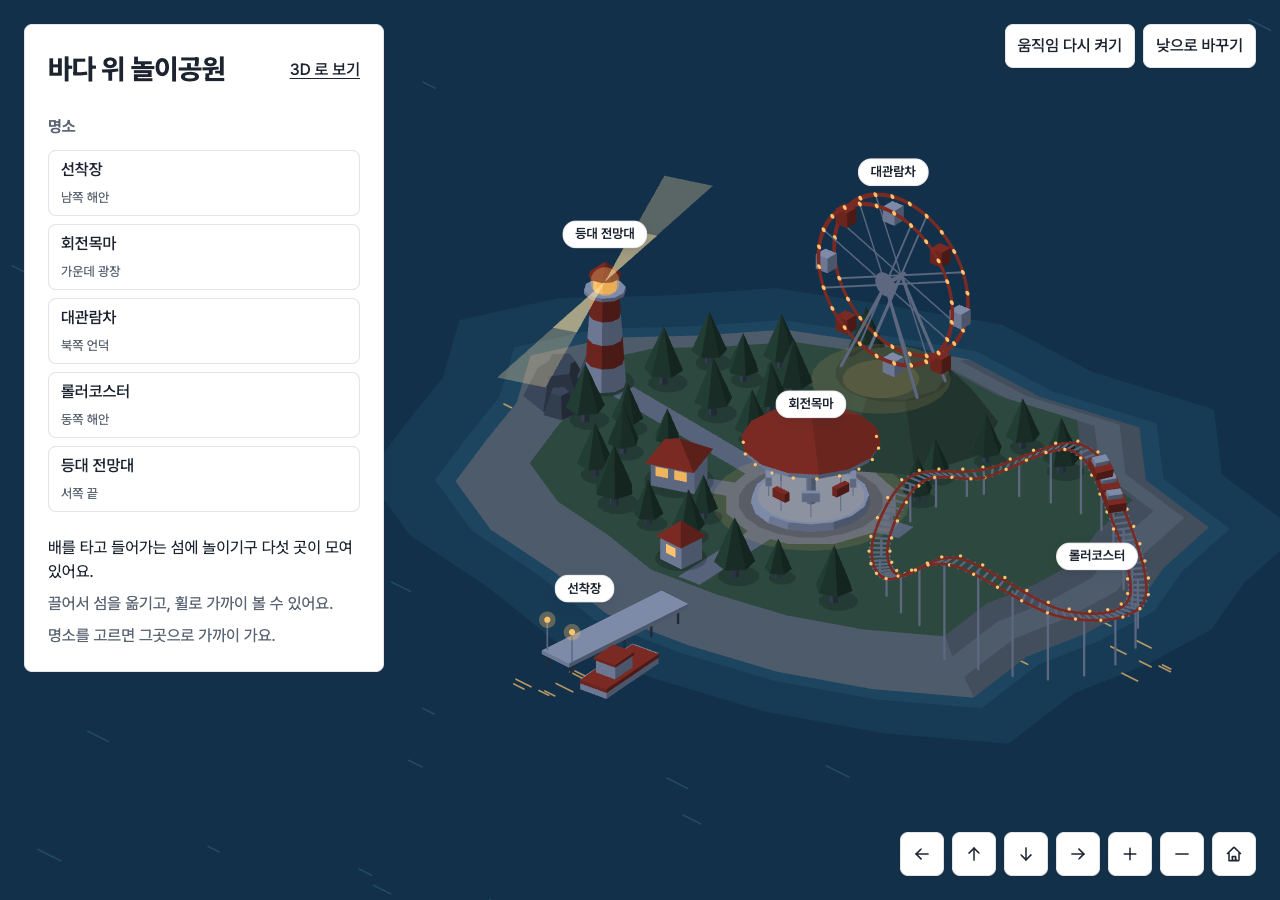 바다 위 놀이공원
3D 로 보기
명소
선착장
남쪽 해안
회전목마
가운데 광장
대관람차
북쪽 언덕
롤러코스터
동쪽 해안
등대 전망대
서쪽 끝
배를 타고 들어가는 섬에 놀이기구 다섯 곳이 모여
있어요.
끌어서 섬을 옮기고, 휠로 가까이 볼 수 있어요.
명소를 고르면 그곳으로 가까이 가요.
움직임 다시 켜기
낮으로 바꾸기
대관람차
등대 전망대
회전목마
롤러코스터
선착장